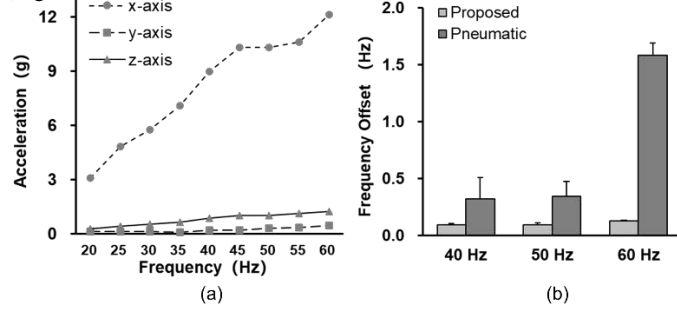 x-axis
y-axis
z-axis
12
9
6
3
0
Acceleration (g)
20 25 30 35 40 45 50 55 60
Frequency (Hz)
(a)
Proposed
Pneumatic
2.0
1.5
1.0
0.5
0.0
Frequency Offset (Hz)
40 Hz 50 Hz 60 Hz
(b)